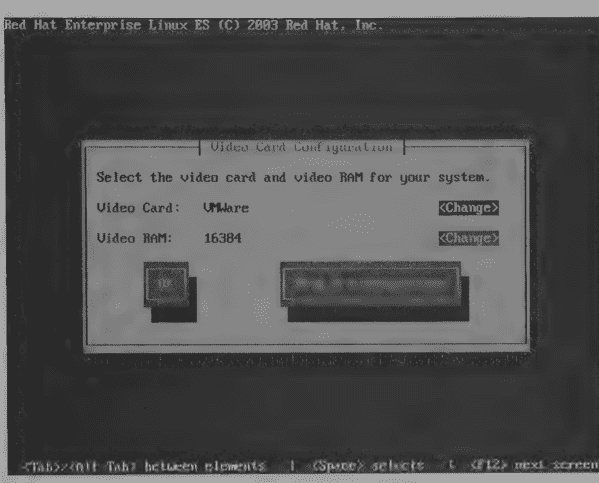 Red Hat Enterprise Linux ES (C) 2003 Red Hat, Inc.
Video Card Configuration
Select the video card and video RAM for your system.
Video Card: VMWare <Change>
Video RAM: 16384 <Change>
OK
<Tab>/<Alt-Tab> between elements | <Space> selects | <F12> next screen